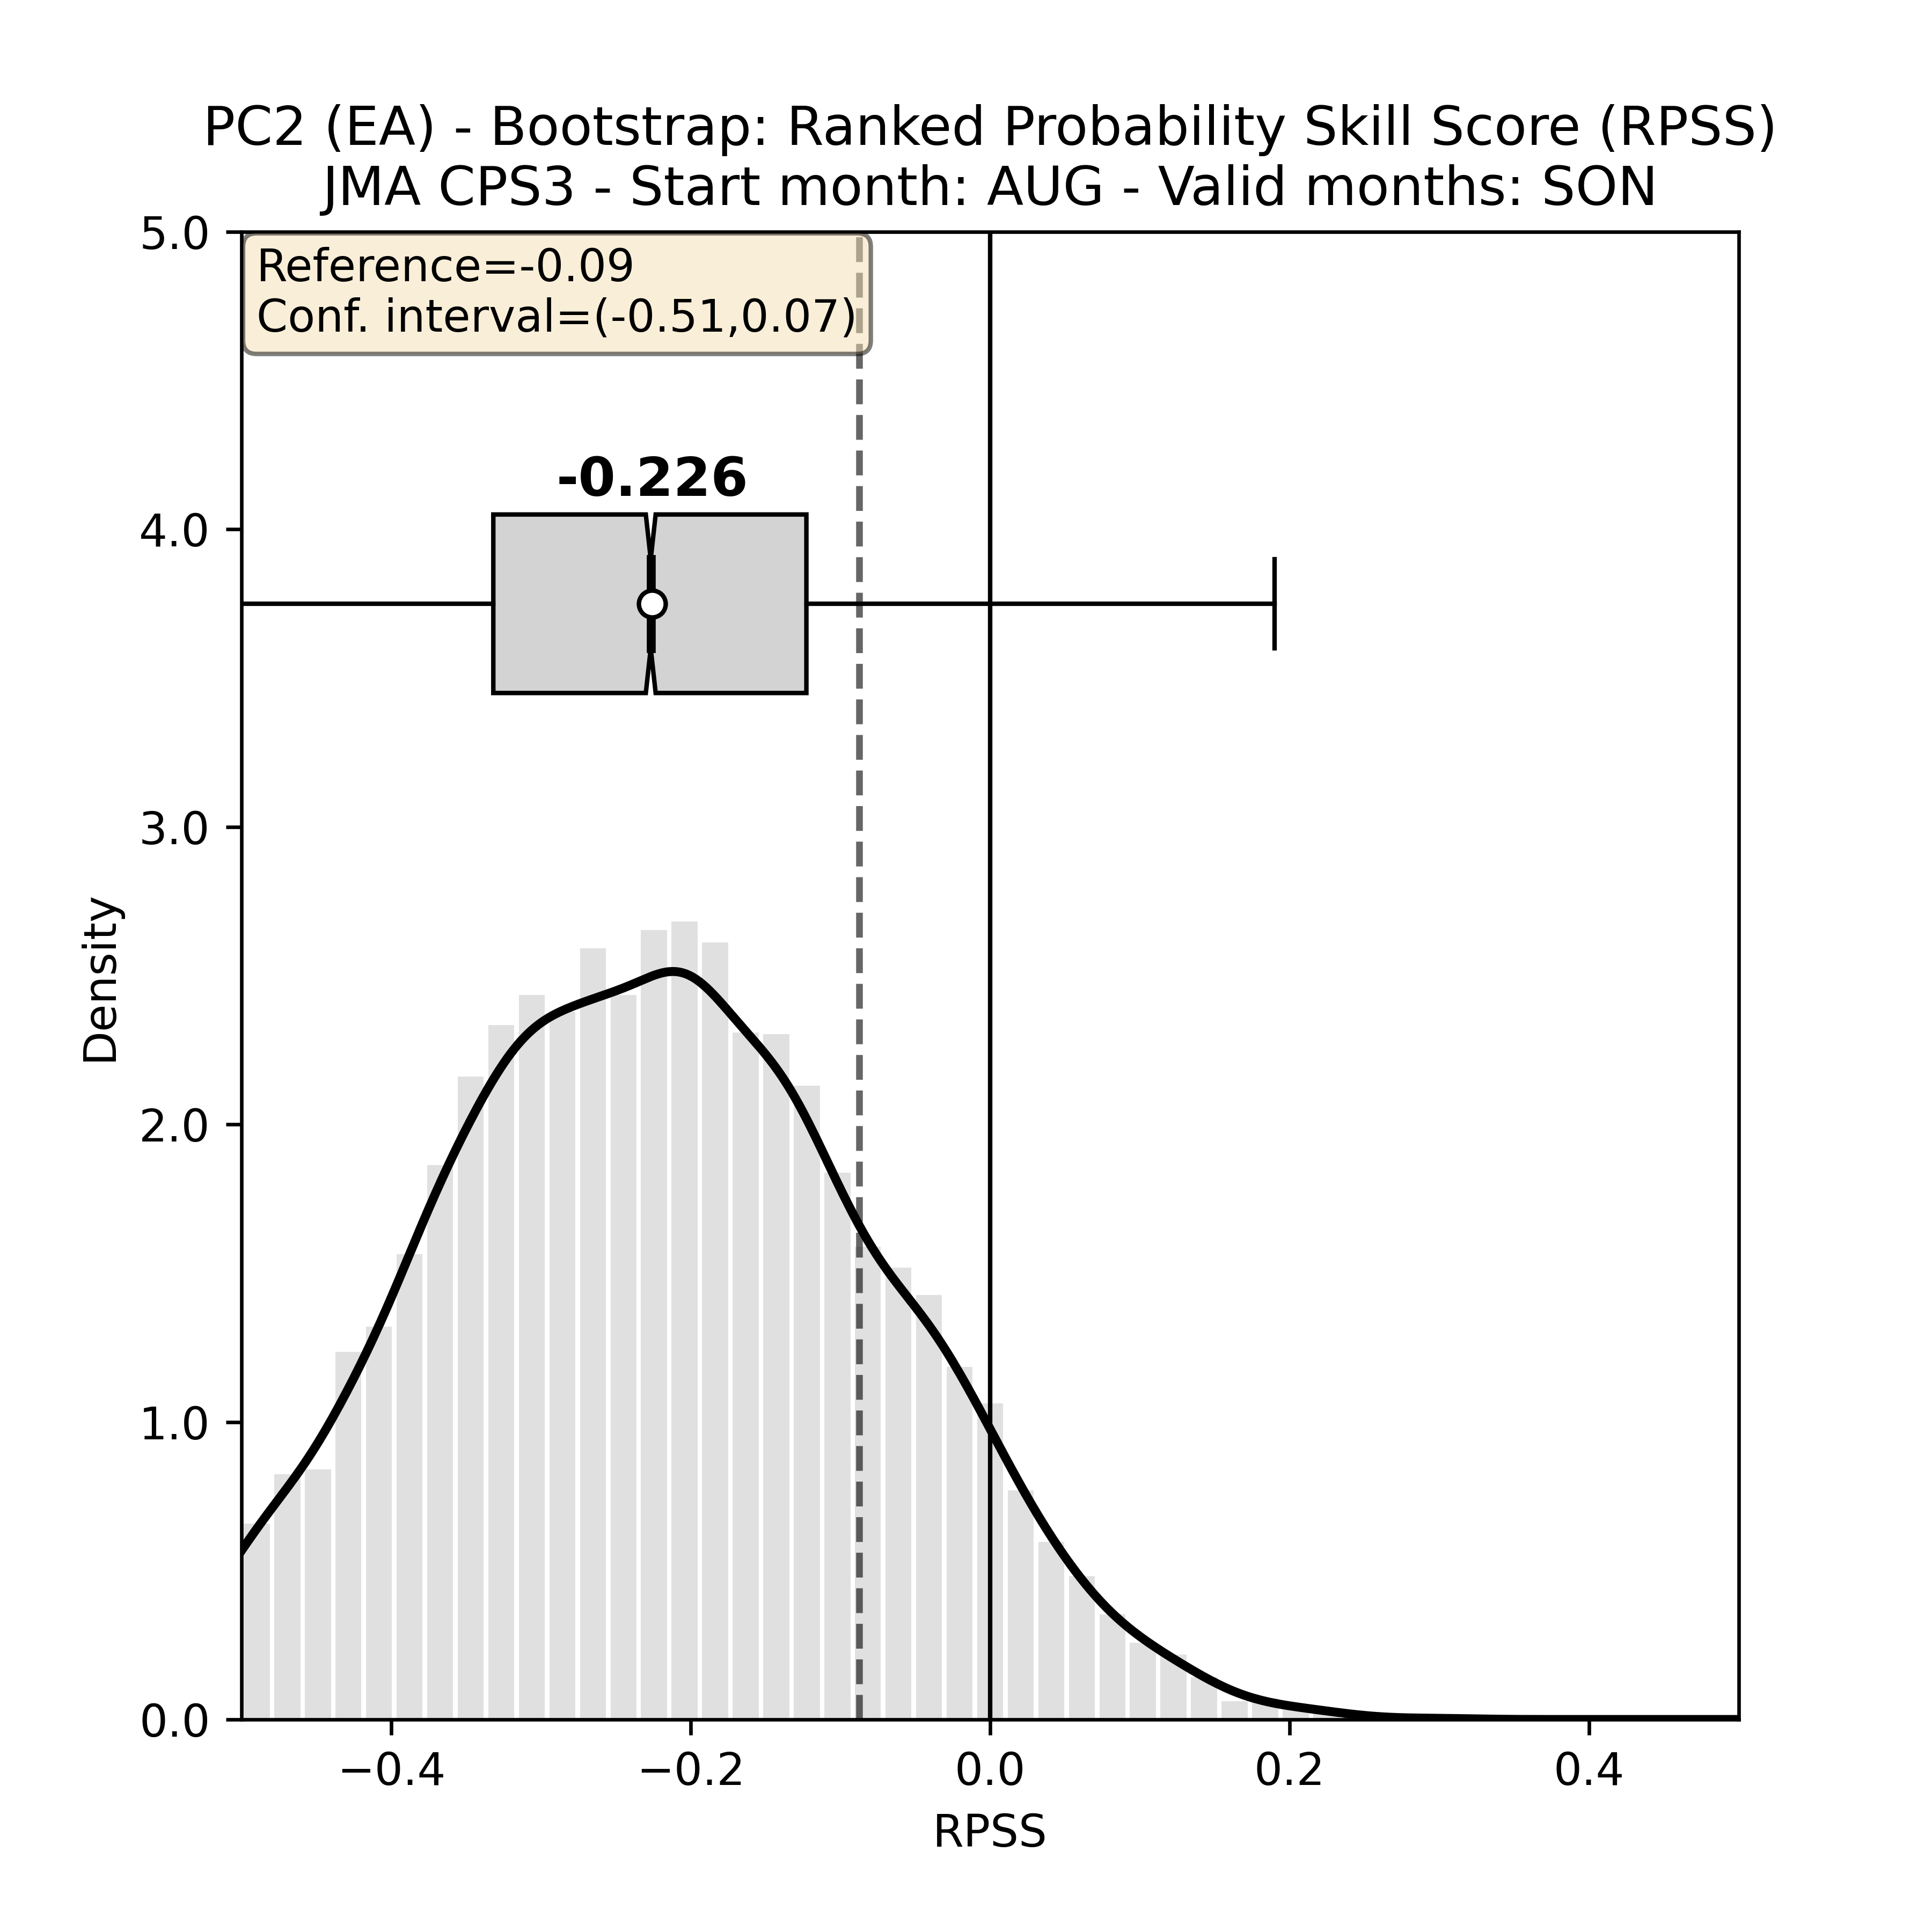 PC2 (EA) - Bootstrap: Ranked Probability Skill Score (RPSS)
JMA CPS3 - Start month: AUG - Valid months: SON
5.0
Reference=-0.09
Conf. interval=(-0.51,0.07)
-0.226
4.0
3.0
Density
2.0
1.0
0.0
−0.4
−0.2
0.0
0.2
0.4
RPSS